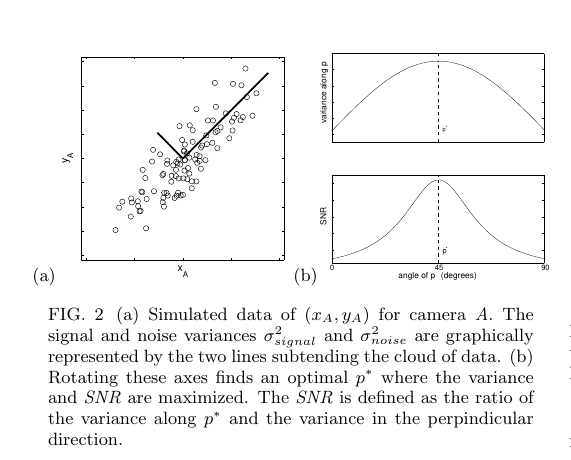 y_A
x_A
(a)
variance along p
p*
SNR
p*
0 45 90
angle of p (degrees)
(b)
FIG. 2 (a) Simulated data of (x_A, y_A) for camera A. The
signal and noise variances σ²_signal and σ²_noise are graphically
represented by the two lines subtending the cloud of data. (b)
Rotating these axes finds an optimal p* where the variance
and SNR are maximized. The SNR is defined as the ratio of
the variance along p* and the variance in the perpindicular
direction.